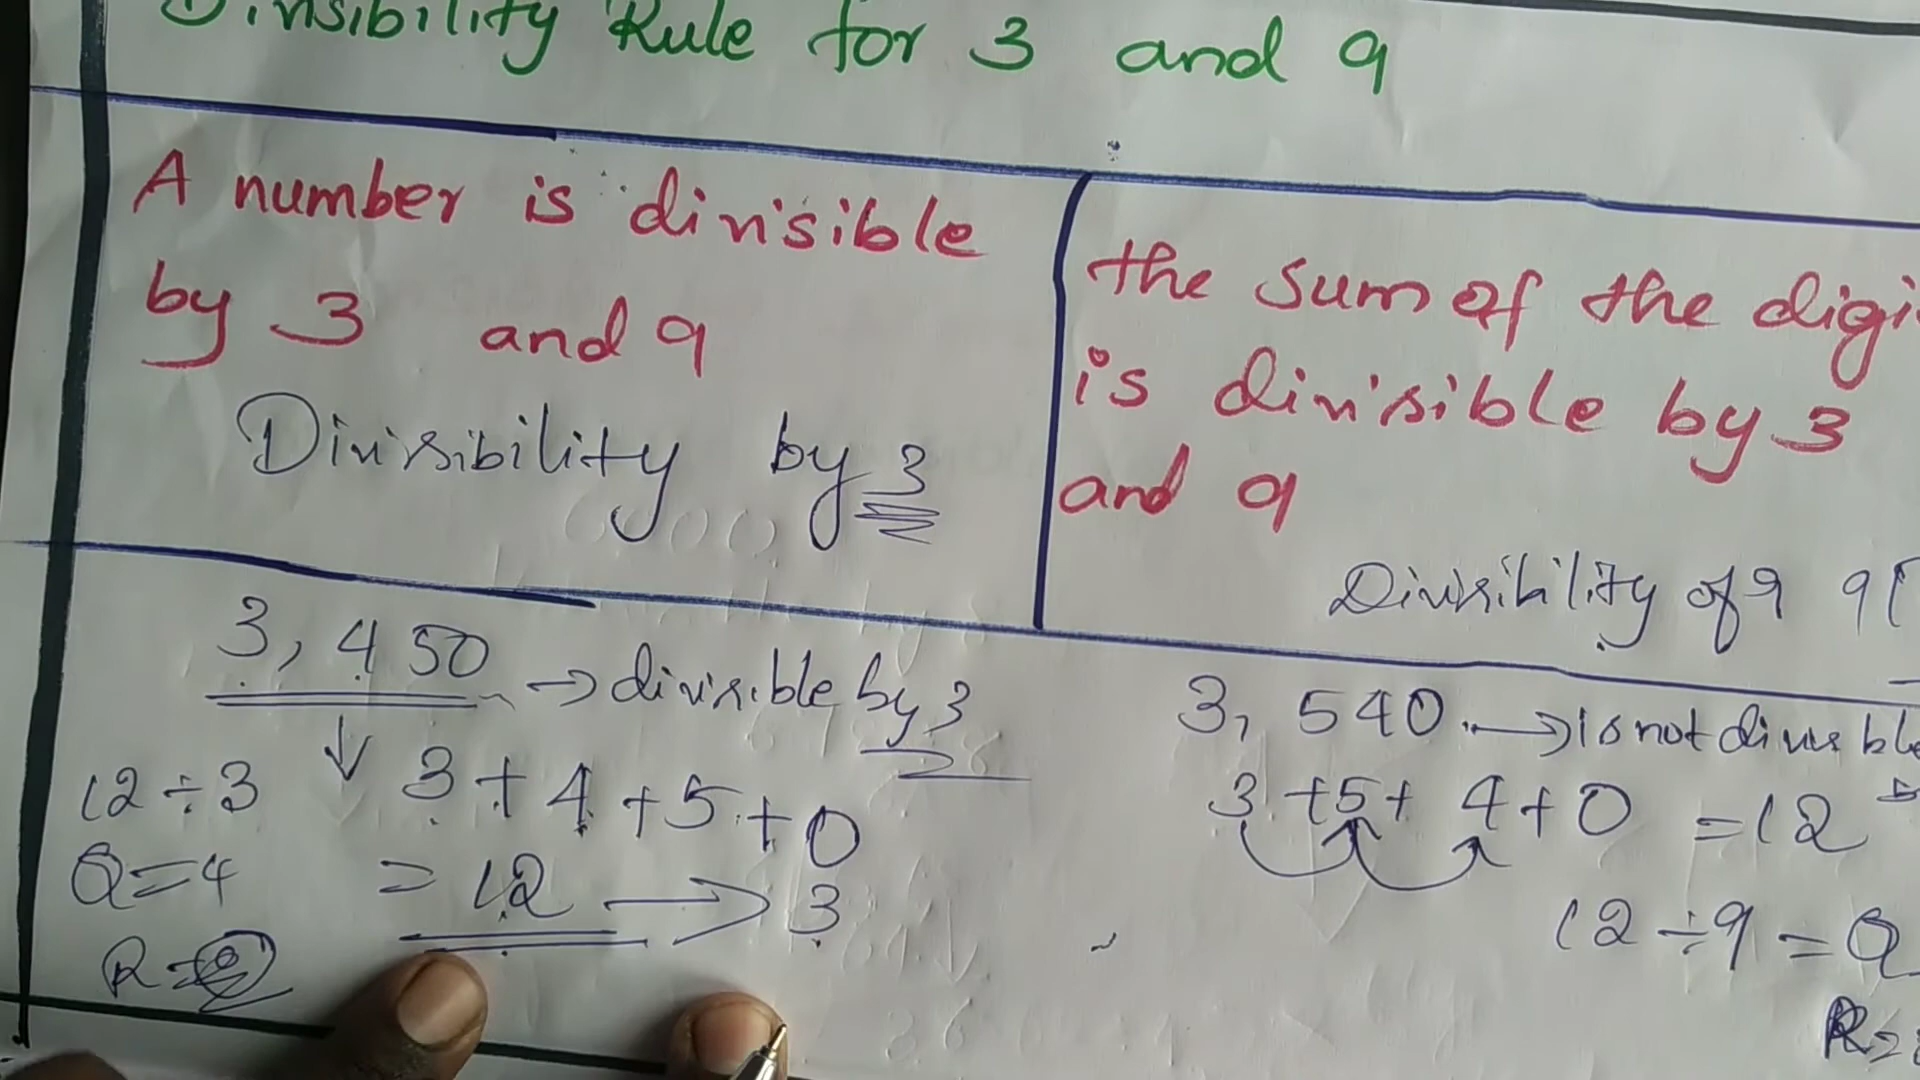 Divisibility Rule for 3 and 9
A number is divisible
by 3 and 9
Divisibility by 3
the sum of the digi
is divisible by 3
and 9
Divisibility of 9 9
3,450 → divisible by 3
↓ 3+4+5+0
= 12 → 3
12÷3
Q=4
3,540. → is not divisible
3+5+4+0 =12
12÷9 = Q
R=